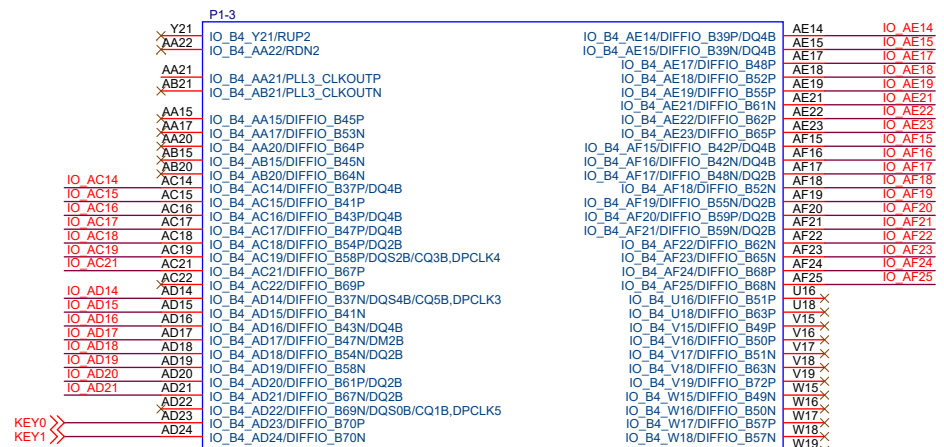 P1-3
Y21 IO_B4_Y21/RUP2
AA22 IO_B4_AA22/RDN2
AA21 IO_B4_AA21/PLL3_CLKOUTP
AB21 IO_B4_AB21/PLL3_CLKOUTN
AA15 IO_B4_AA15/DIFFIO_B45P
AA17 IO_B4_AA17/DIFFIO_B53N
AA20 IO_B4_AA20/DIFFIO_B64P
AB15 IO_B4_AB15/DIFFIO_B45N
AB20 IO_B4_AB20/DIFFIO_B64N
IO_AC14 AC14 IO_B4_AC14/DIFFIO_B37P/DQ4B
IO_AC15 AC15 IO_B4_AC15/DIFFIO_B41P
IO_AC16 AC16 IO_B4_AC16/DIFFIO_B43P/DQ4B
IO_AC17 AC17 IO_B4_AC17/DIFFIO_B47P/DQ4B
IO_AC18 AC18 IO_B4_AC18/DIFFIO_B54P/DQ2B
IO_AC19 AC19 IO_B4_AC19/DIFFIO_B58P/DQS2B/CQ3B,DPCLK4
IO_AC21 AC21 IO_B4_AC21/DIFFIO_B67P
AC22 IO_B4_AC22/DIFFIO_B69P
IO_AD14 AD14 IO_B4_AD14/DIFFIO_B37N/DQS4B/CQ5B,DPCLK3
IO_AD15 AD15 IO_B4_AD15/DIFFIO_B41N
IO_AD16 AD16 IO_B4_AD16/DIFFIO_B43N/DQ4B
IO_AD17 AD17 IO_B4_AD17/DIFFIO_B47N/DM2B
IO_AD18 AD18 IO_B4_AD18/DIFFIO_B54N/DQ2B
IO_AD19 AD19 IO_B4_AD19/DIFFIO_B58N
IO_AD20 AD20 IO_B4_AD20/DIFFIO_B61P/DQ2B
IO_AD21 AD21 IO_B4_AD21/DIFFIO_B67N/DQ2B
AD22 IO_B4_AD22/DIFFIO_B69N/DQS0B/CQ1B,DPCLK5
KEY0 AD23 IO_B4_AD23/DIFFIO_B70P
KEY1 AD24 IO_B4_AD24/DIFFIO_B70N
IO_B4_AE14/DIFFIO_B39P/DQ4B AE14 IO_AE14
IO_B4_AE15/DIFFIO_B39N/DQ4B AE15 IO_AE15
IO_B4_AE17/DIFFIO_B48P AE17 IO_AE17
IO_B4_AE18/DIFFIO_B52P AE18 IO_AE18
IO_B4_AE19/DIFFIO_B55P AE19 IO_AE19
IO_B4_AE21/DIFFIO_B61N AE21 IO_AE21
IO_B4_AE22/DIFFIO_B62P AE22 IO_AE22
IO_B4_AE23/DIFFIO_B65P AE23 IO_AE23
IO_B4_AF15/DIFFIO_B42P/DQ4B AF15 IO_AF15
IO_B4_AF16/DIFFIO_B42N/DQ4B AF16 IO_AF16
IO_B4_AF17/DIFFIO_B48N/DQ2B AF17 IO_AF17
IO_B4_AF18/DIFFIO_B52N AF18 IO_AF18
IO_B4_AF19/DIFFIO_B55N/DQ2B AF19 IO_AF19
IO_B4_AF20/DIFFIO_B59P/DQ2B AF20 IO_AF20
IO_B4_AF21/DIFFIO_B59N/DQ2B AF21 IO_AF21
IO_B4_AF22/DIFFIO_B62N AF22 IO_AF22
IO_B4_AF23/DIFFIO_B65N AF23 IO_AF23
IO_B4_AF24/DIFFIO_B68P AF24 IO_AF24
IO_B4_AF25/DIFFIO_B68N AF25 IO_AF25
IO_B4_U16/DIFFIO_B51P U16
IO_B4_U18/DIFFIO_B63P U18
IO_B4_V15/DIFFIO_B49P V15
IO_B4_V16/DIFFIO_B50P V16
IO_B4_V17/DIFFIO_B51N V17
IO_B4_V18/DIFFIO_B63N V18
IO_B4_V19/DIFFIO_B72P V19
IO_B4_W15/DIFFIO_B49N W15
IO_B4_W16/DIFFIO_B50N W16
IO_B4_W17/DIFFIO_B57P W17
IO_B4_W18/DIFFIO_B57N W18
W19